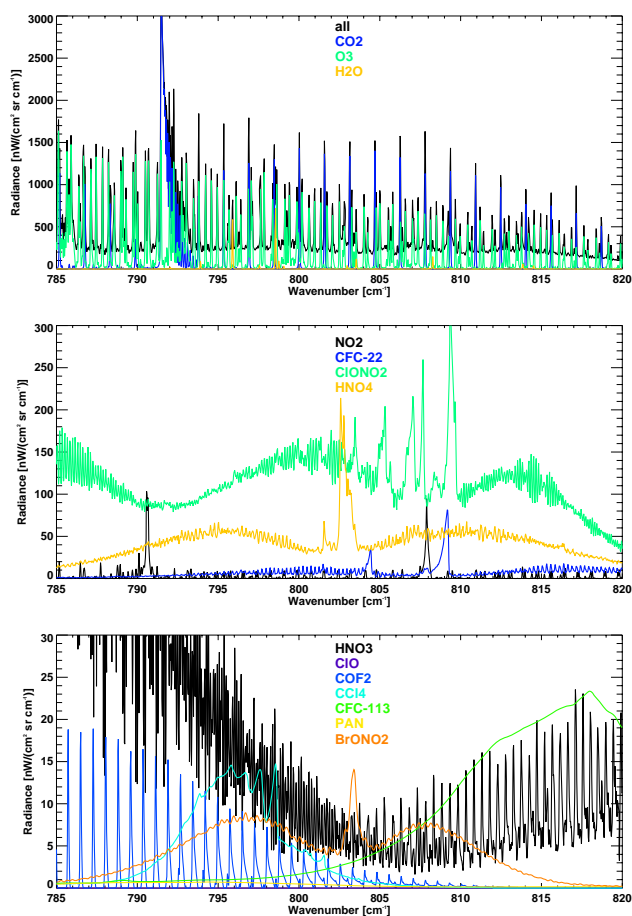 all
CO2
O3
H2O
Radiance [nW/(cm² sr cm⁻¹)]
3000
2500
2000
1500
1000
500
0
785 790 795 800 805 810 815 820
Wavenumber [cm⁻¹]
NO2
CFC-22
ClONO2
HNO4
Radiance [nW/(cm² sr cm⁻¹)]
300
250
200
150
100
50
0
785 790 795 800 805 810 815 820
Wavenumber [cm⁻¹]
HNO3
ClO
COF2
CCl4
CFC-113
PAN
BrONO2
Radiance [nW/(cm² sr cm⁻¹)]
30
25
20
15
10
5
0
785 790 795 800 805 810 815 820
Wavenumber [cm⁻¹]